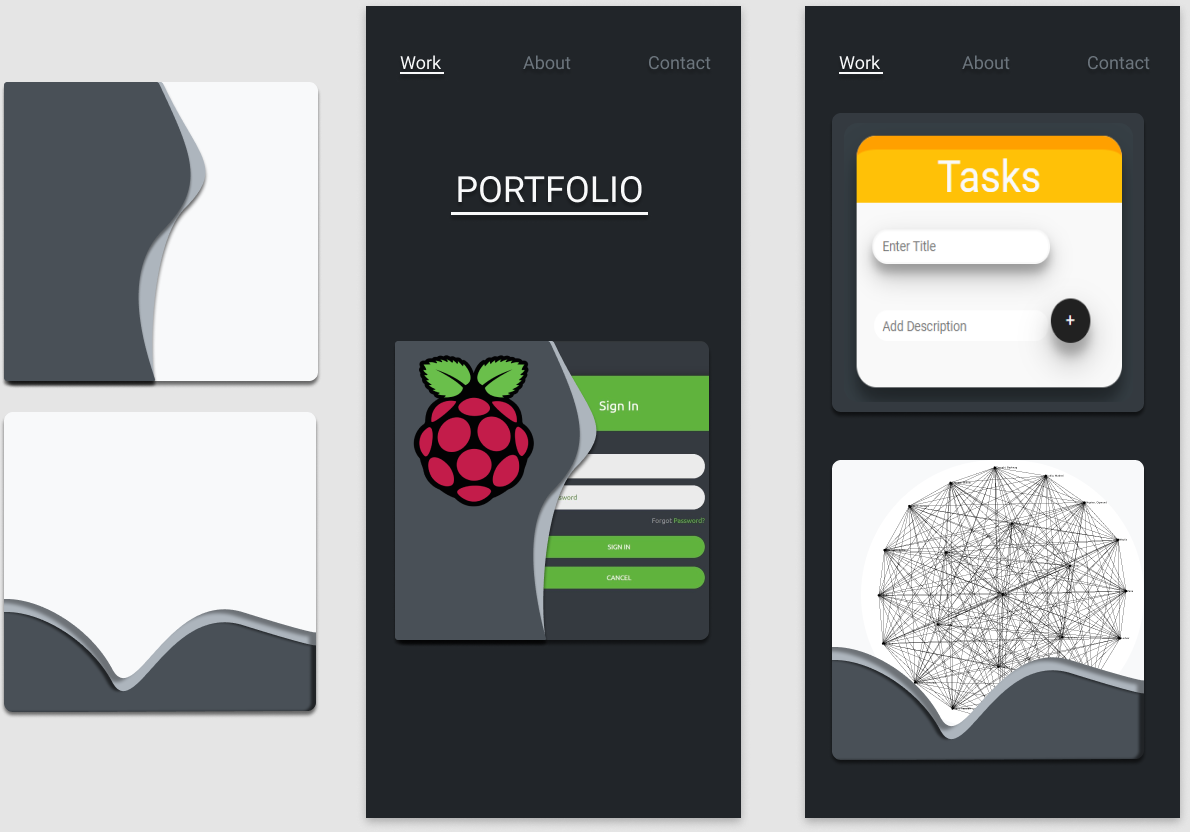 Work About Contact
PORTFOLIO
Sign In
sword
Forgot Password?
SIGN IN
CANCEL
Work About Contact
Tasks
Enter Title
Add Description
+